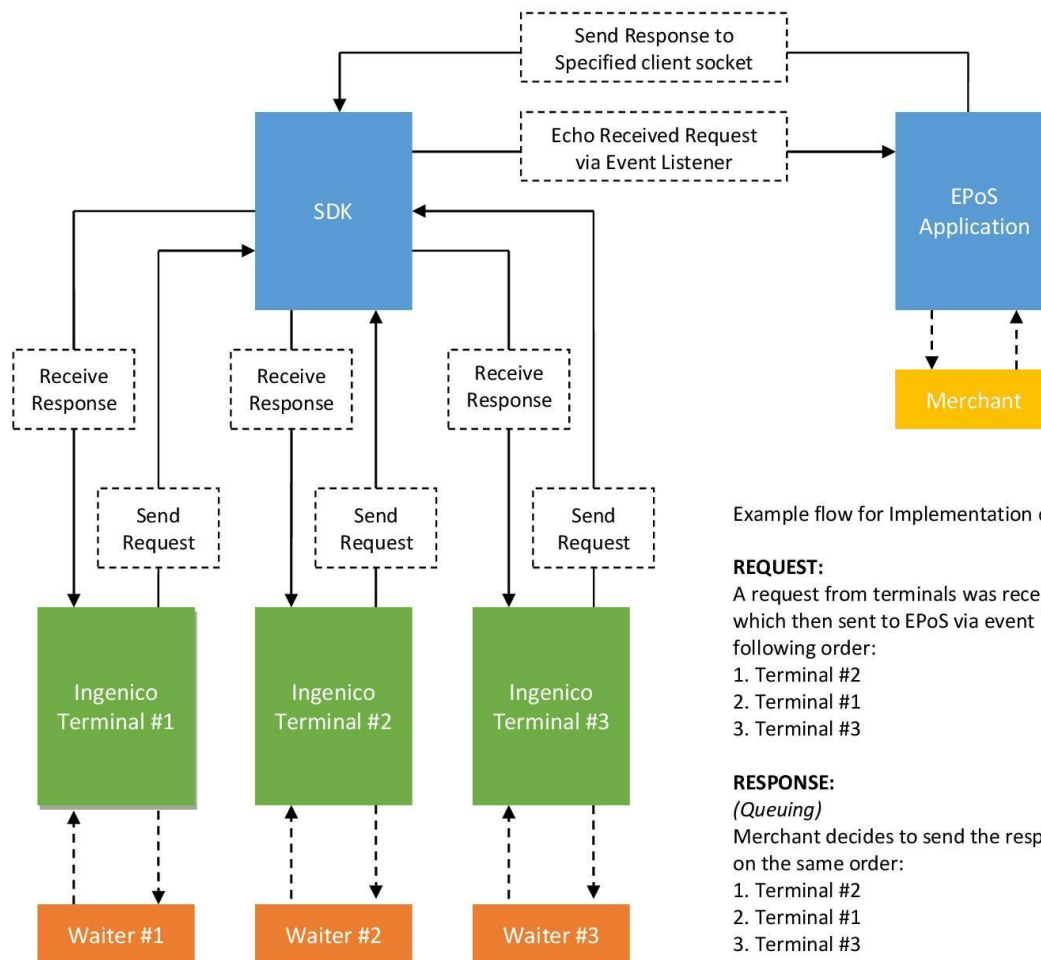 Send Response to
Specified client socket
Echo Received Request
via Event Listener
SDK
EPoS
Application
Merchant
Receive
Response
Receive
Response
Receive
Response
Send
Request
Send
Request
Send
Request
Ingenico
Terminal #1
Ingenico
Terminal #2
Ingenico
Terminal #3
Waiter #1
Waiter #2
Waiter #3
Example flow for Implementation
REQUEST:
A request from terminals was
which then sent to EPoS via event
following order:
1. Terminal #2
2. Terminal #1
3. Terminal #3
RESPONSE:
(Queuing)
Merchant decides to send the
on the same order:
1. Terminal #2
2. Terminal #1
3. Terminal #3